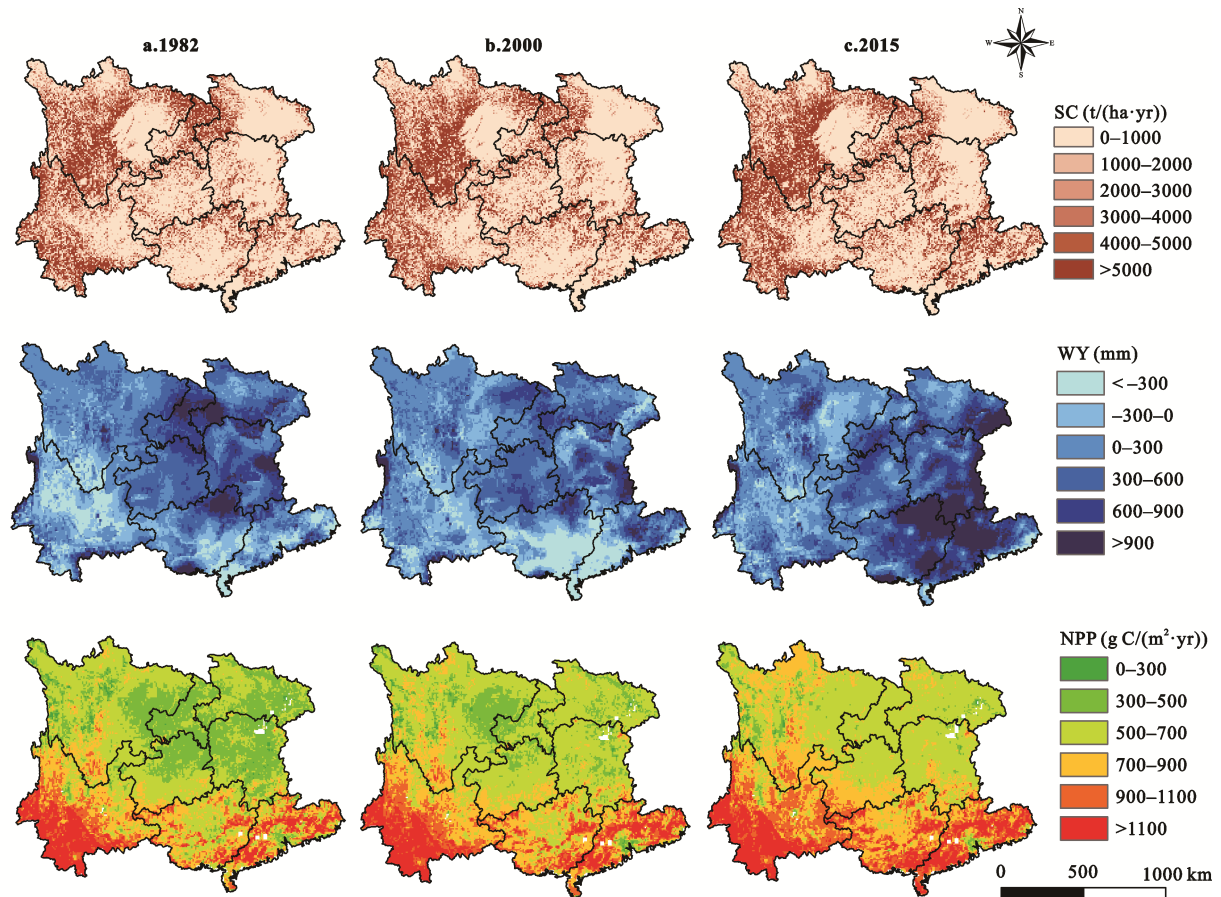 N
W E
S
a.1982
b.2000
c.2015
SC (t/(ha·yr))
0–1000
1000–2000
2000–3000
3000–4000
4000–5000
>5000
WY (mm)
< –300
–300–0
0–300
300–600
600–900
>900
NPP (g C/(m²·yr))
0–300
300–500
500–700
700–900
900–1100
>1100
0 500 1000 km